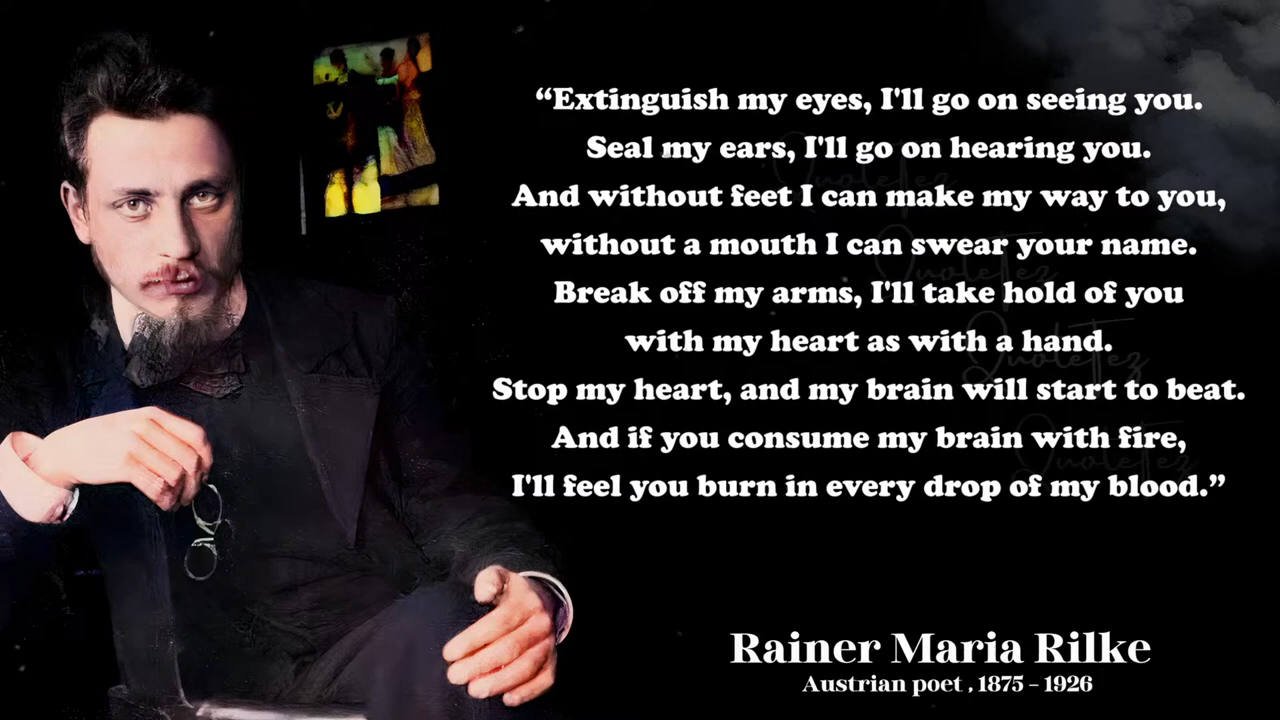 “Extinguish my eyes, I'll go on seeing you.
Seal my ears, I'll go on hearing you.
And without feet I can make my way to you,
without a mouth I can swear your name.
Break off my arms, I'll take hold of you
with my heart as with a hand.
Stop my heart, and my brain will start to beat.
And if you consume my brain with fire,
I'll feel you burn in every drop of my blood.”
Quotettez
Quotettez
Quotettez
Quotettez
Rainer Maria Rilke
Austrian poet , 1875 – 1926